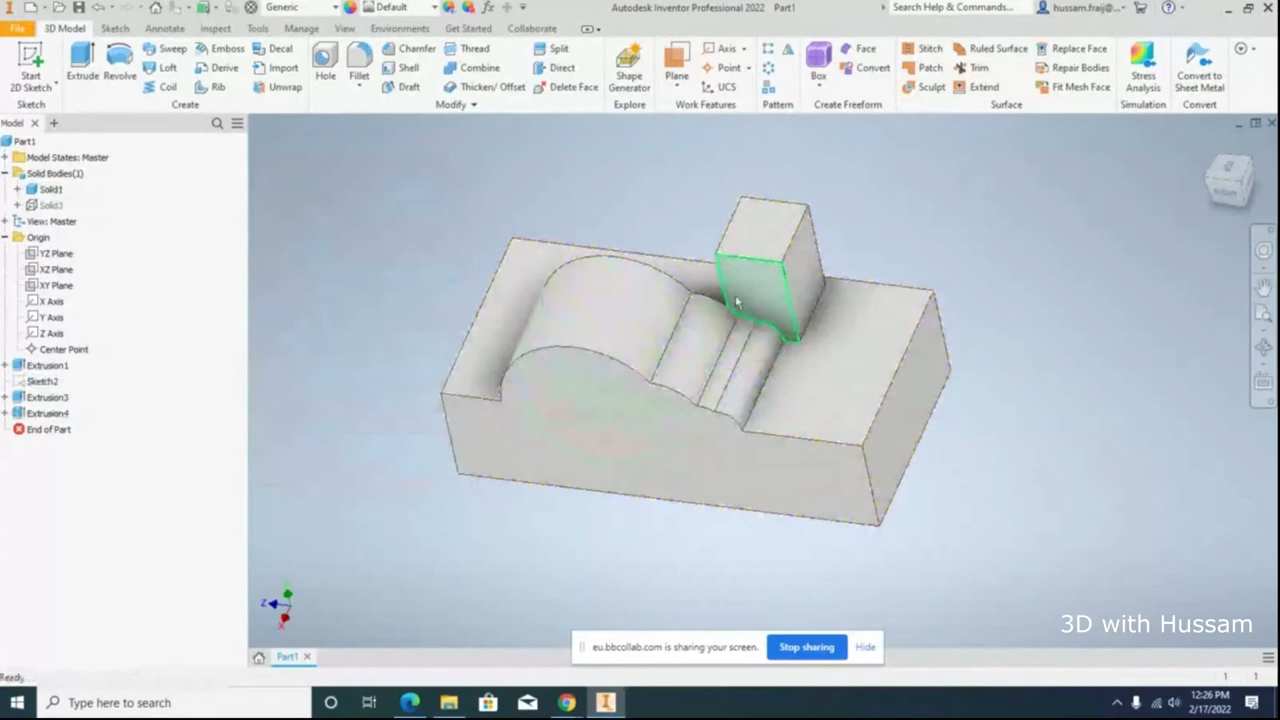 Generic
Default
Autodesk Inventor Professional 2022 Part1
Search Help & Commands...
hussam.fraij@...
File
3D Model
Sketch
Annotate
Inspect
Tools
Manage
View
Environments
Get Started
Collaborate
Start
2D Sketch
Extrude
Revolve
Sweep
Emboss
Decal
Loft
Derive
Import
Coil
Rib
Unwrap
Hole
Fillet
Chamfer
Thread
Split
Shell
Combine
Direct
Draft
Thicken/ Offset
Delete Face
Shape
Generator
Plane
Axis
Point
UCS
Box
Face
Convert
Stitch
Ruled Surface
Replace Face
Patch
Trim
Repair Bodies
Sculpt
Extend
Fit Mesh Face
Stress
Analysis
Convert to
Sheet Metal
Sketch
Create
Modify
Explore
Work Features
Pattern
Create Freeform
Surface
Simulation
Convert
Model
Part1
Model States: Master
Solid Bodies(1)
Solid1
Solid3
View: Master
Origin
YZ Plane
XZ Plane
XY Plane
X Axis
Y Axis
Z Axis
Center Point
Extrusion1
Sketch2
Extrusion3
Extrusion4
End of Part
Z
X
3D with Hussam
eu.bbcollab.com is sharing your screen.
Stop sharing
Hide
Part1
Ready
1 1
Type here to search
12:26 PM
2/17/2022